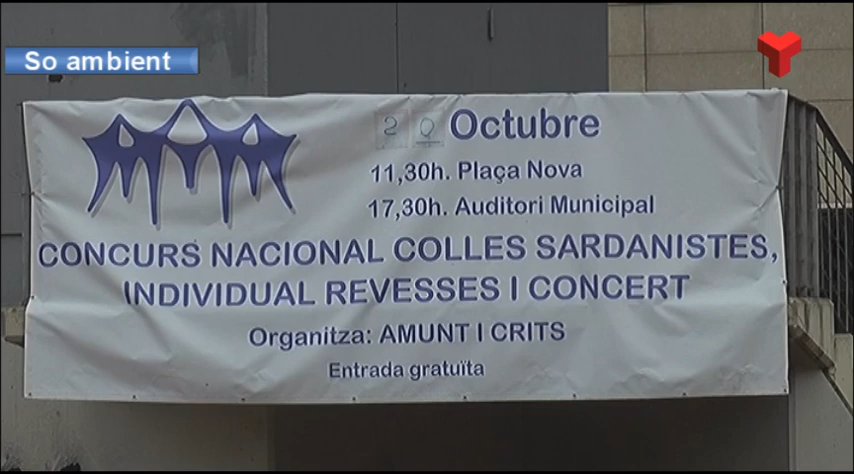 So ambient
20 Octubre
11,30h. Plaça Nova
17,30h. Auditori Municipal
CONCURS NACIONAL COLLES SARDANISTES,
INDIVIDUAL REVESSES I CONCERT
Organitza: AMUNT I CRITS
Entrada gratuïta